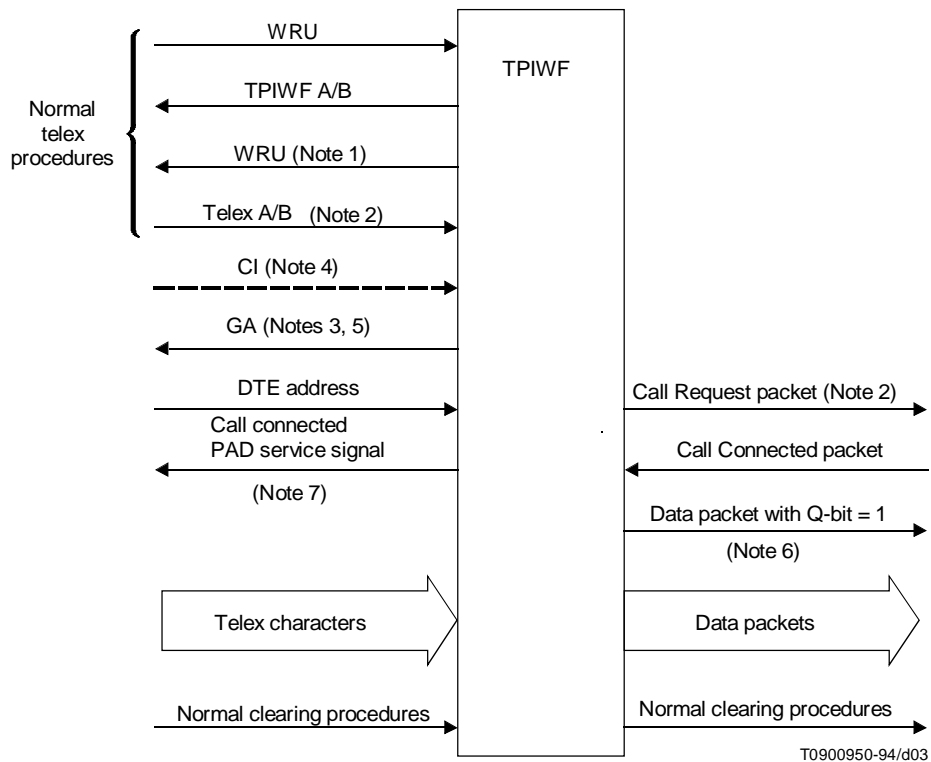 WRU
TPIWF
TPIWF A/B
Normal
telex
procedures
WRU (Note 1)
Telex A/B (Note 2)
CI (Note 4)
GA (Notes 3, 5)
DTE address
Call Request packet (Note 2)
Call connected
PAD service signal
Call Connected packet
(Note 7)
Data packet with Q-bit = 1
(Note 6)
Telex characters
Data packets
Normal clearing procedures
Normal clearing procedures
T0900950-94/d03